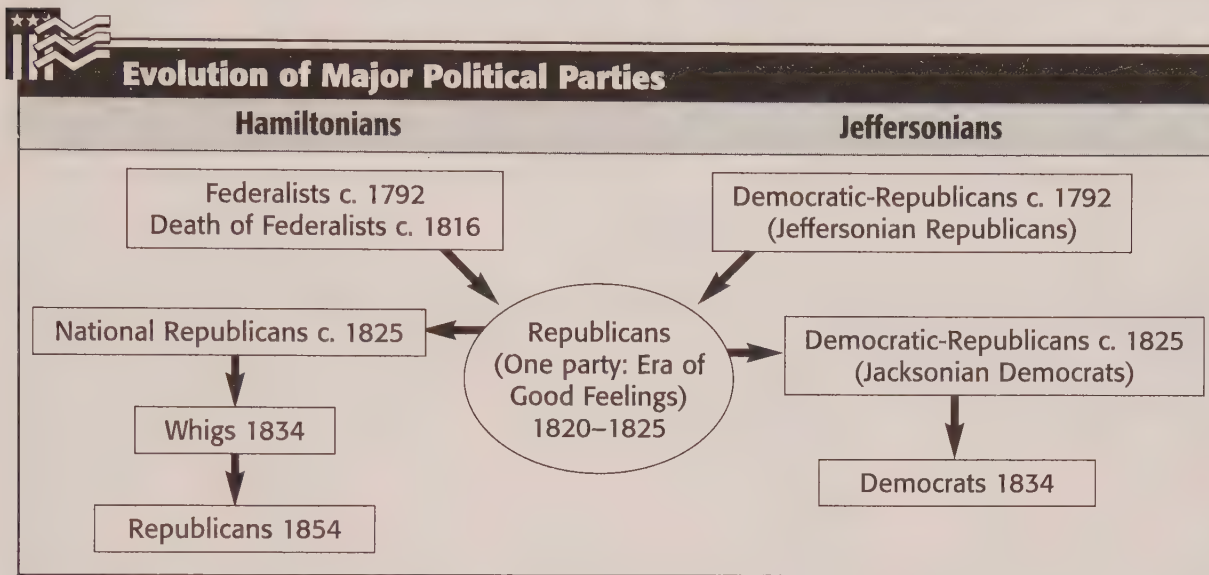 Evolution of Major Political Parties
Hamiltonians
Jeffersonians
Federalists c. 1792
Death of Federalists c. 1816
Democratic-Republicans c. 1792
(Jeffersonian Republicans)
National Republicans c. 1825
Republicans
(One party: Era of
Good Feelings)
1820–1825
Democratic-Republicans c. 1825
(Jacksonian Democrats)
Whigs 1834
Democrats 1834
Republicans 1854